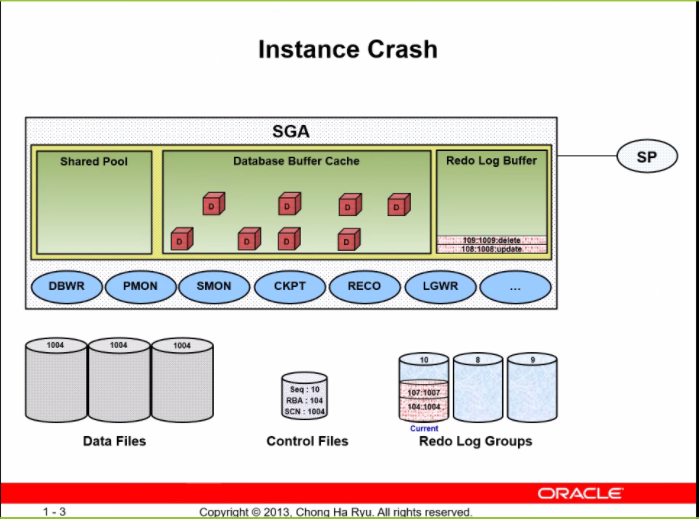 Instance Crash
SGA
Shared Pool
Database Buffer Cache
Redo Log Buffer
SP
D D D D
D D D D
109:1009:delete
108:1008:update
DBWR PMON SMON CKPT RECO LGWR ...
1004 1004 1004
Seq : 10
RBA : 104
SCN : 1004
10 8 9
107:1007
104:1004
Current
Data Files
Control Files
Redo Log Groups
ORACLE
1 - 3
Copyright © 2013, Chong Ha Ryu. All rights reserved.